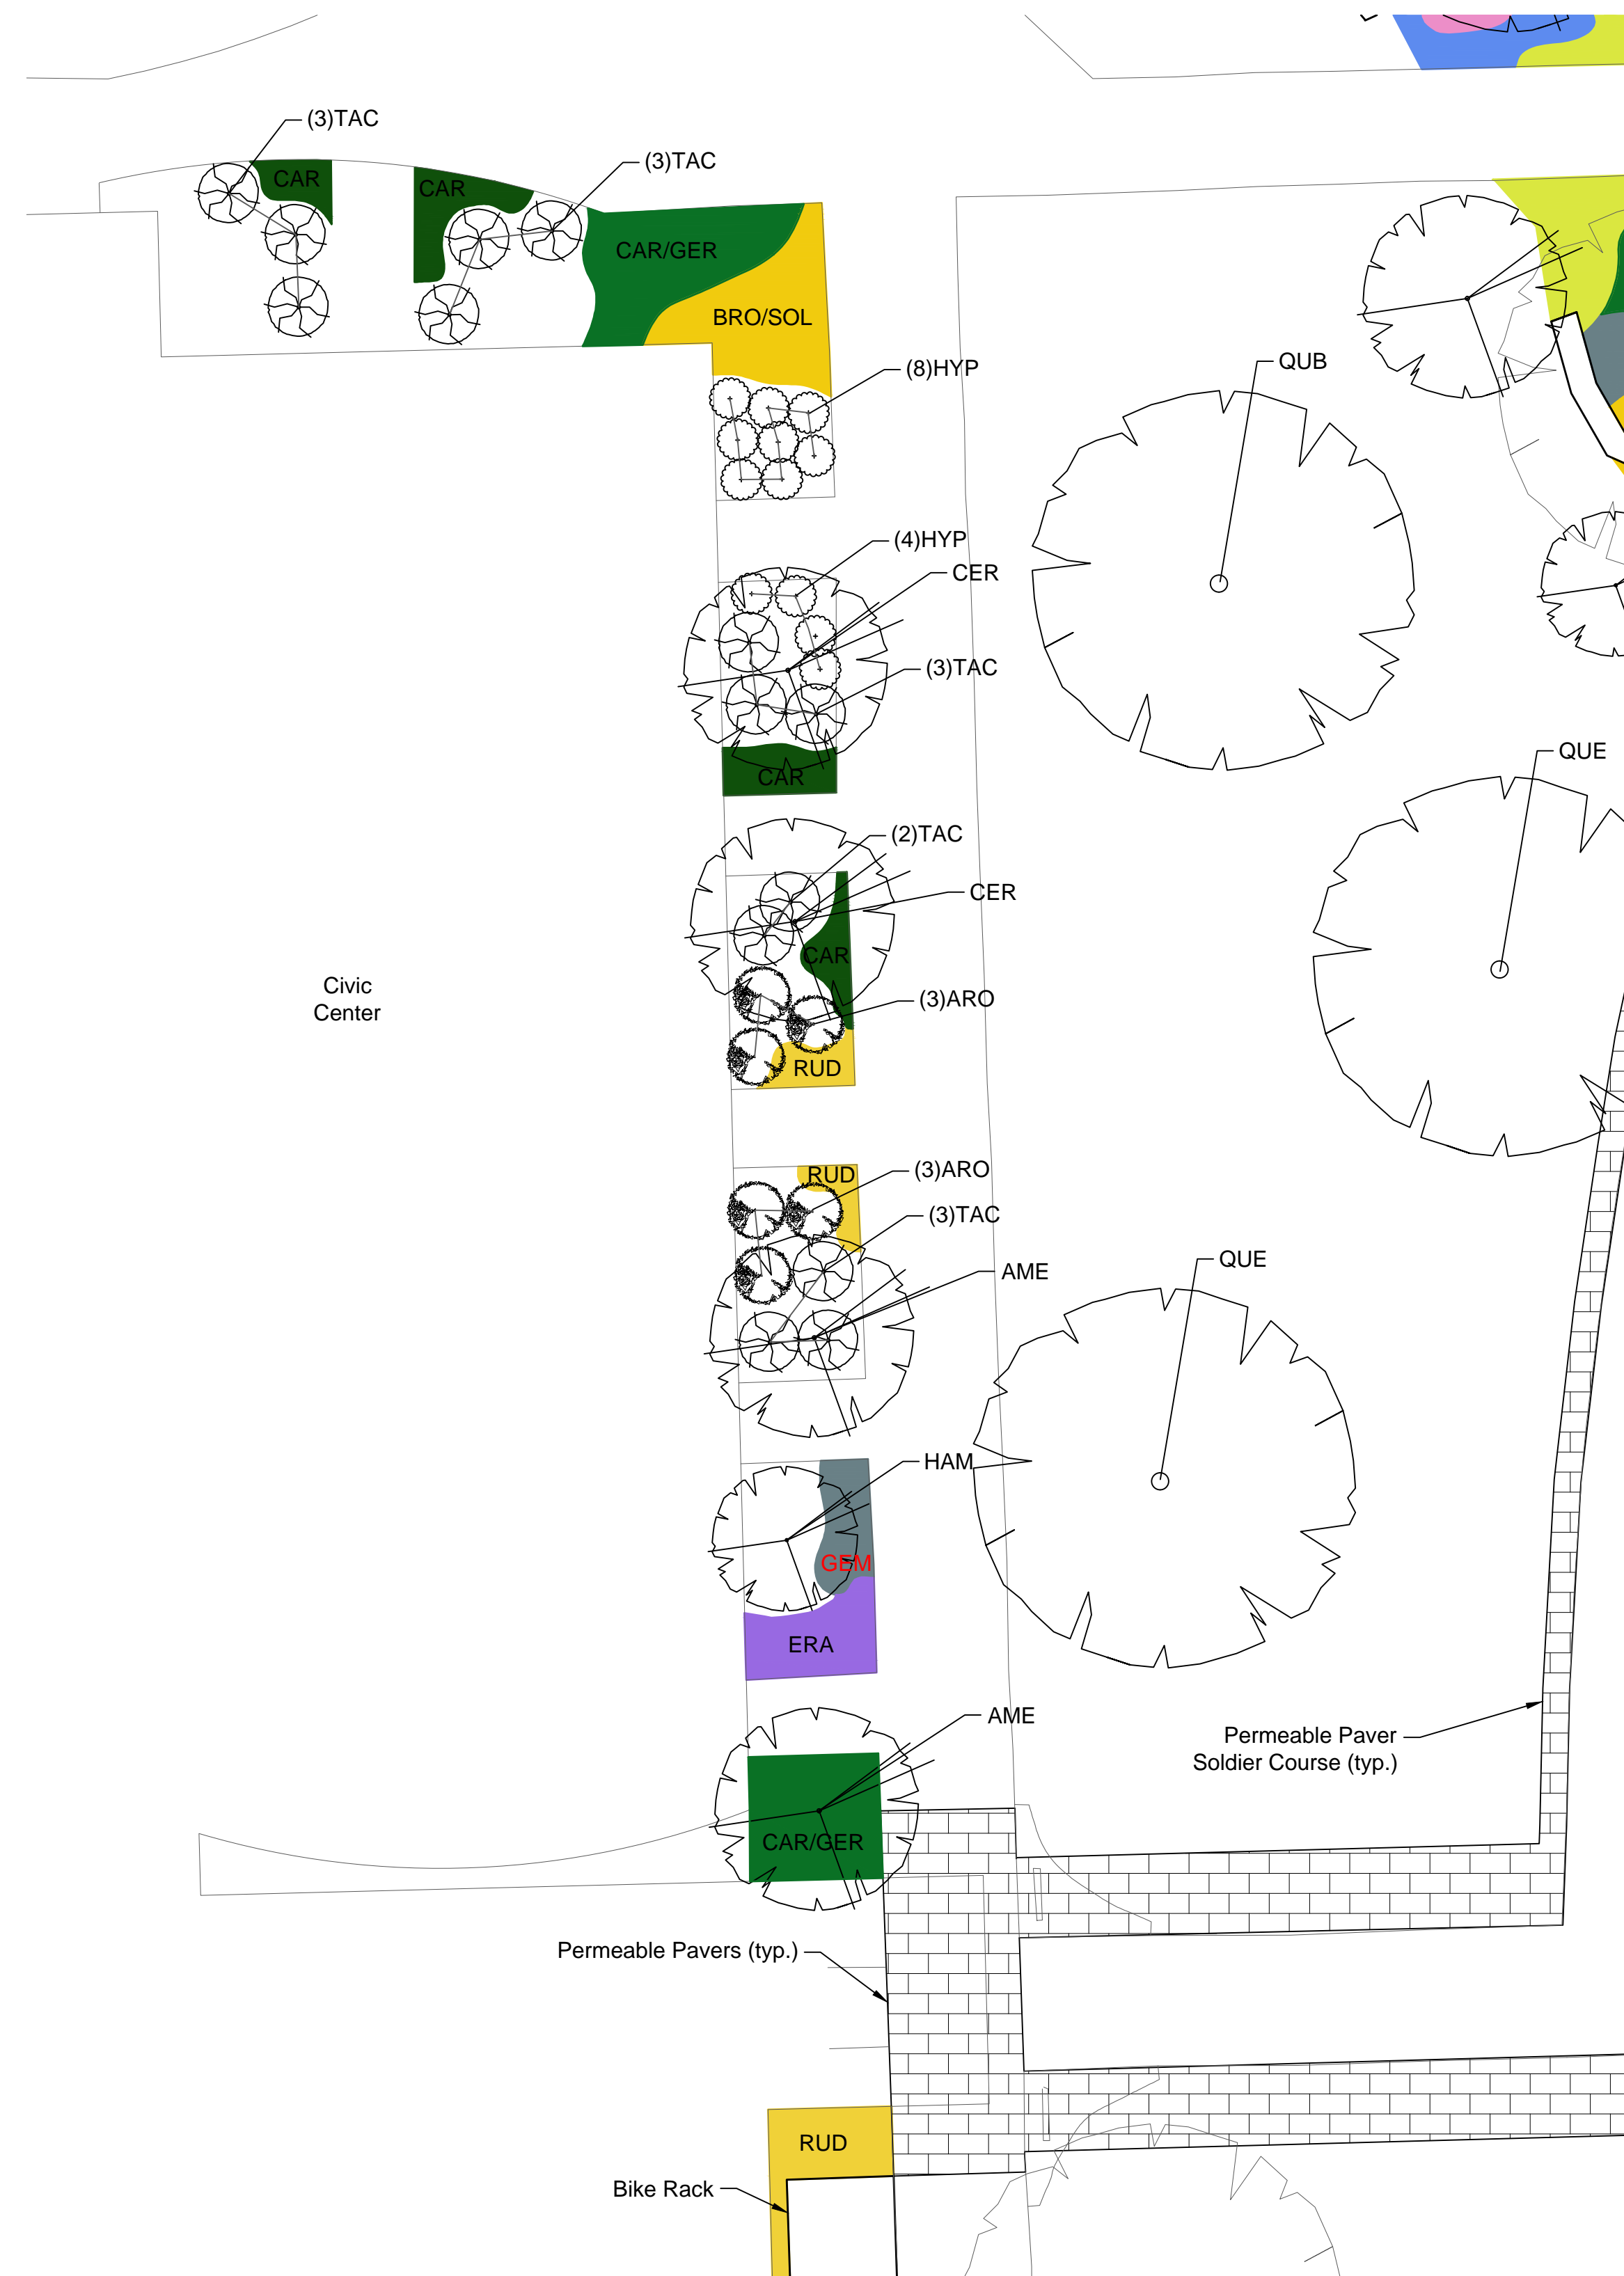 (3)TAC
(3)TAC
CAR
CAR
CAR/GER
BRO/SOL
(8)HYP
QUB
(4)HYP
CER
(3)TAC
QUE
CAR
(2)TAC
CER
CAR
Civic
Center
(3)ARO
RUD
(3)ARO
RUD
(3)TAC
QUE
AME
HAM
GEM
ERA
AME
Permeable Paver
Soldier Course (typ.)
CAR/GER
Permeable Pavers (typ.)
RUD
Bike Rack